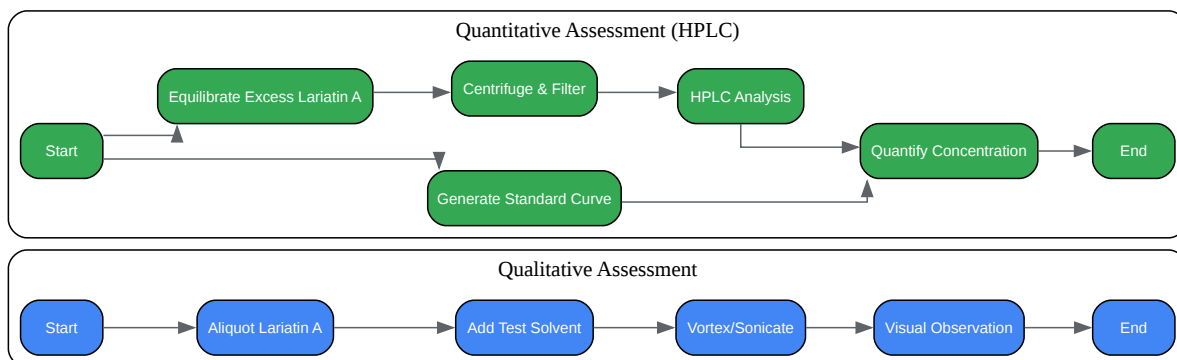 Quantitative Assessment (HPLC)
Start
Equilibrate Excess Lariatin A
Centrifuge & Filter
HPLC Analysis
Generate Standard Curve
Quantify Concentration
End
Qualitative Assessment
Start
Aliquot Lariatin A
Add Test Solvent
Vortex/Sonicate
Visual Observation
End